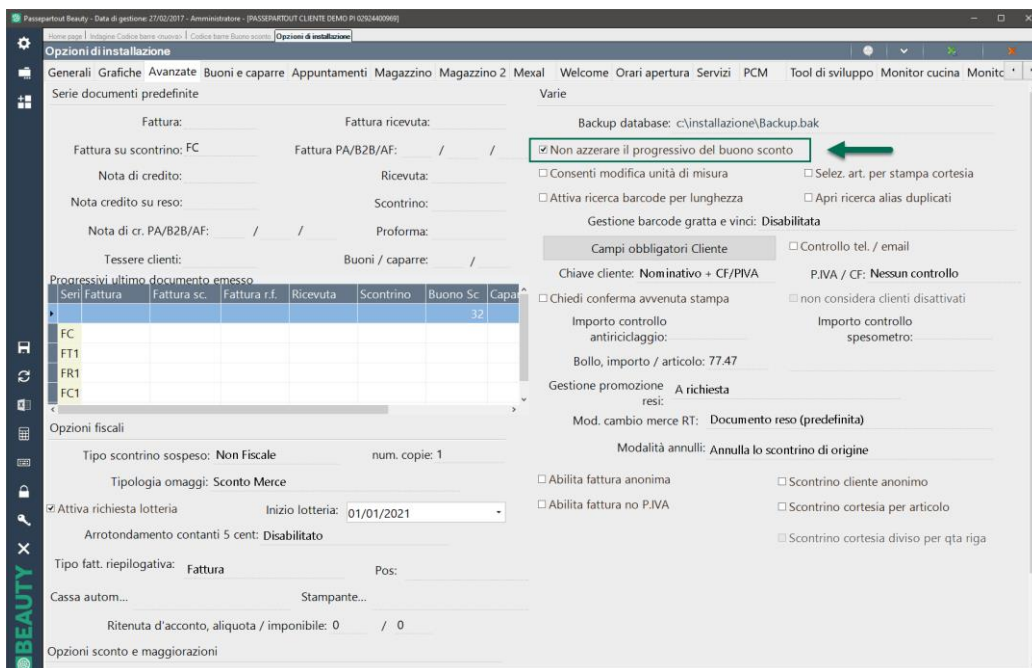 Passepartout Beauty - Data di gestione: 27/02/2017 - Amministratore - [PASSEPARTOUT CLIENTE DEMO PI 02924400969]
Home page | Indagine Codice barre <nuovo> | Codice barre Buono sconto | Opzioni di installazione
Opzioni di installazione
Generali Grafiche Avanzate Buoni e caparre Appuntamenti Magazzino Magazzino 2 Mexal Welcome Orari apertura Servizi PCM Tool di sviluppo Monitor cucina Monitc
Serie documenti predefinite
Fattura: Fattura ricevuta:
Fattura su scontrino: FC Fattura PA/B2B/AF: / /
Nota di credito: Ricevuta:
Nota credito su reso: Scontrino:
Nota di cr. PA/B2B/AF: / / Proforma:
Tessere clienti: Buoni / caparre: /
Progressivi ultimo documento emesso
Seri Fattura Fattura sc. Fattura r.f. Ricevuta Scontrino Buono Sc Capar
32
FC
FT1
FR1
FC1
Opzioni fiscali
Tipo scontrino sospeso: Non Fiscale num. copie: 1
Tipologia omaggi: Sconto Merce
Attiva richiesta lotteria Inizio lotteria: 01/01/2021
Arrotondamento contanti 5 cent: Disabilitato
Tipo fatt. riepilogativa: Fattura Pos:
Cassa autom... Stampante...
Ritenuta d'acconto, aliquota / imponibile: 0 / 0
Opzioni sconto e maggiorazioni
Varie
Backup database: c:\installazione\Backup.bak
Non azzerare il progressivo del buono sconto
Consenti modifica unità di misura Selez. art. per stampa cortesia
Attiva ricerca barcode per lunghezza Apri ricerca alias duplicati
Gestione barcode gratta e vinci: Disabilitata
Campi obbligatori Cliente Controllo tel. / email
Chiave cliente: Nominativo + CF/PIVA P.IVA / CF: Nessun controllo
Chiedi conferma avvenuta stampa non considera clienti disattivati
Importo controllo antiriciclaggio: Importo controllo spesometro:
Bollo, importo / articolo: 77.47
Gestione promozione resi: A richiesta
Mod. cambio merce RT: Documento reso (predefinita)
Modalità annulli: Annulla lo scontrino di origine
Abilita fattura anonima Scontrino cliente anonimo
Abilita fattura no P.IVA Scontrino cortesia per articolo
Scontrino cortesia diviso per qta riga
BEAUTY